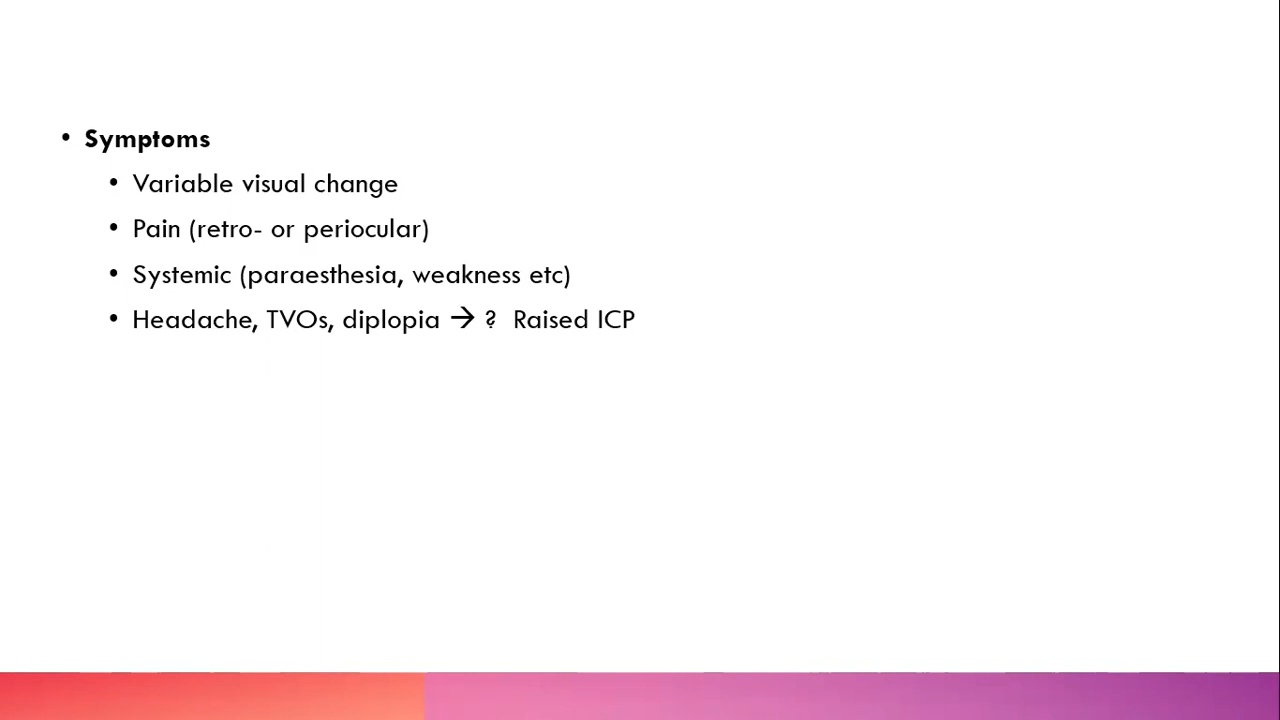 • Symptoms
• Variable visual change
• Pain (retro- or periocular)
• Systemic (paraesthesia, weakness etc)
• Headache, TVOs, diplopia → ? Raised ICP